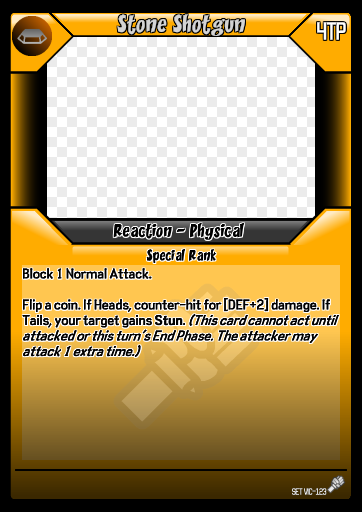 Stone Shotgun
4TP
Reaction - Physical
Special Rank
Block 1 Normal Attack.
Flip a coin. If Heads, counter-hit for [DEF+2] damage. If
Tails, your target gains Stun. (This card cannot act until
attacked or this turn's End Phase. The attacker may
attack 1 extra time.)
SET VIC-123